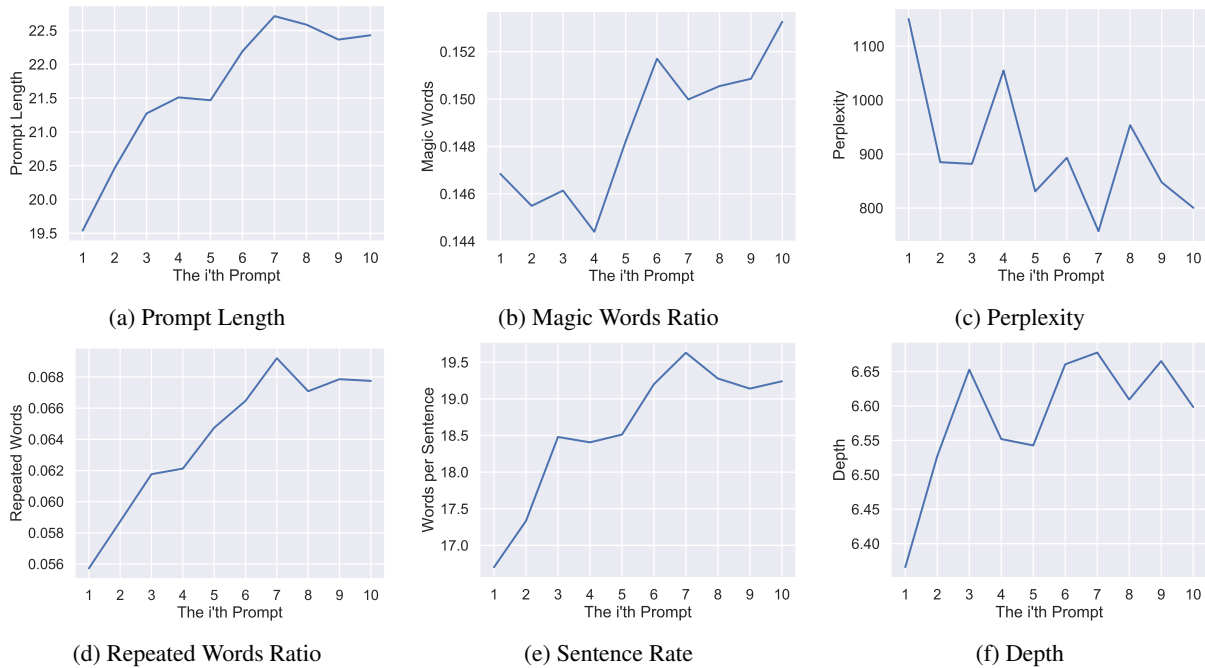 22.5
22.0
21.5
21.0
20.5
20.0
19.5
Prompt Length
1 2 3 4 5 6 7 8 9 10
The i'th Prompt
(a) Prompt Length
0.152
0.150
0.148
0.146
0.144
Magic Words
1 2 3 4 5 6 7 8 9 10
The i'th Prompt
(b) Magic Words Ratio
1100
1000
900
800
Perplexity
1 2 3 4 5 6 7 8 9 10
The i'th Prompt
(c) Perplexity
0.068
0.066
0.064
0.062
0.060
0.058
0.056
Repeated Words
1 2 3 4 5 6 7 8 9 10
The i'th Prompt
(d) Repeated Words Ratio
19.5
19.0
18.5
18.0
17.5
17.0
Words per Sentence
1 2 3 4 5 6 7 8 9 10
The i'th Prompt
(e) Sentence Rate
6.65
6.60
6.55
6.50
6.45
6.40
Depth
1 2 3 4 5 6 7 8 9 10
The i'th Prompt
(f) Depth